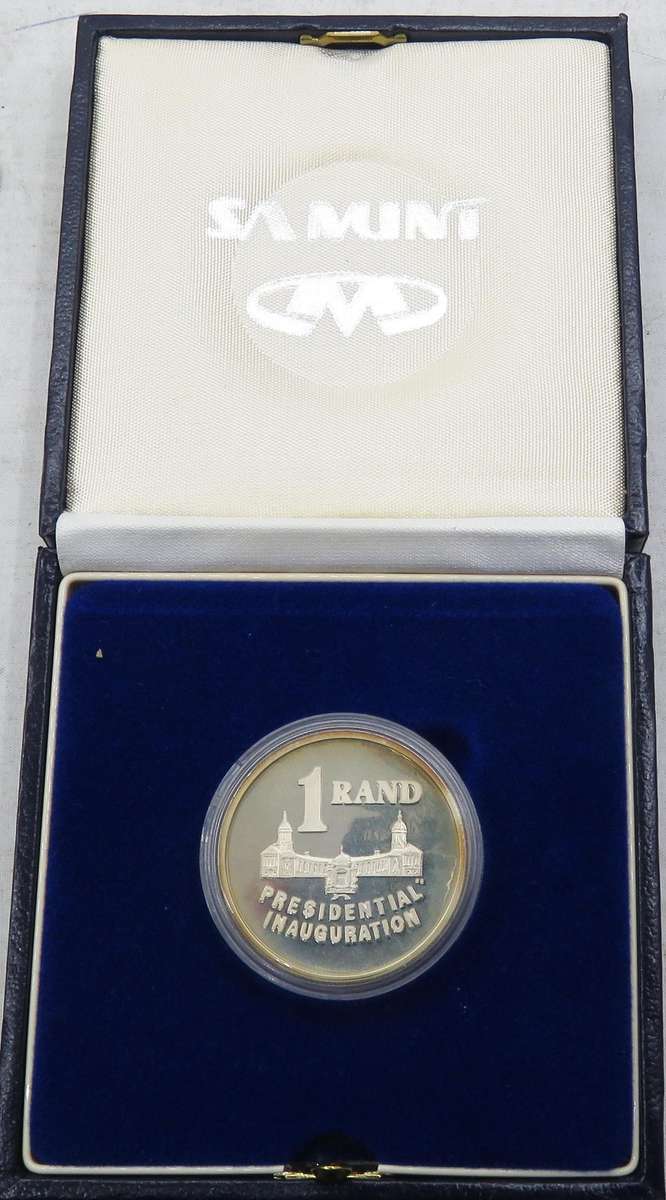 SA MINT
M
1 RAND
PRESIDENTIAL
INAUGURATION